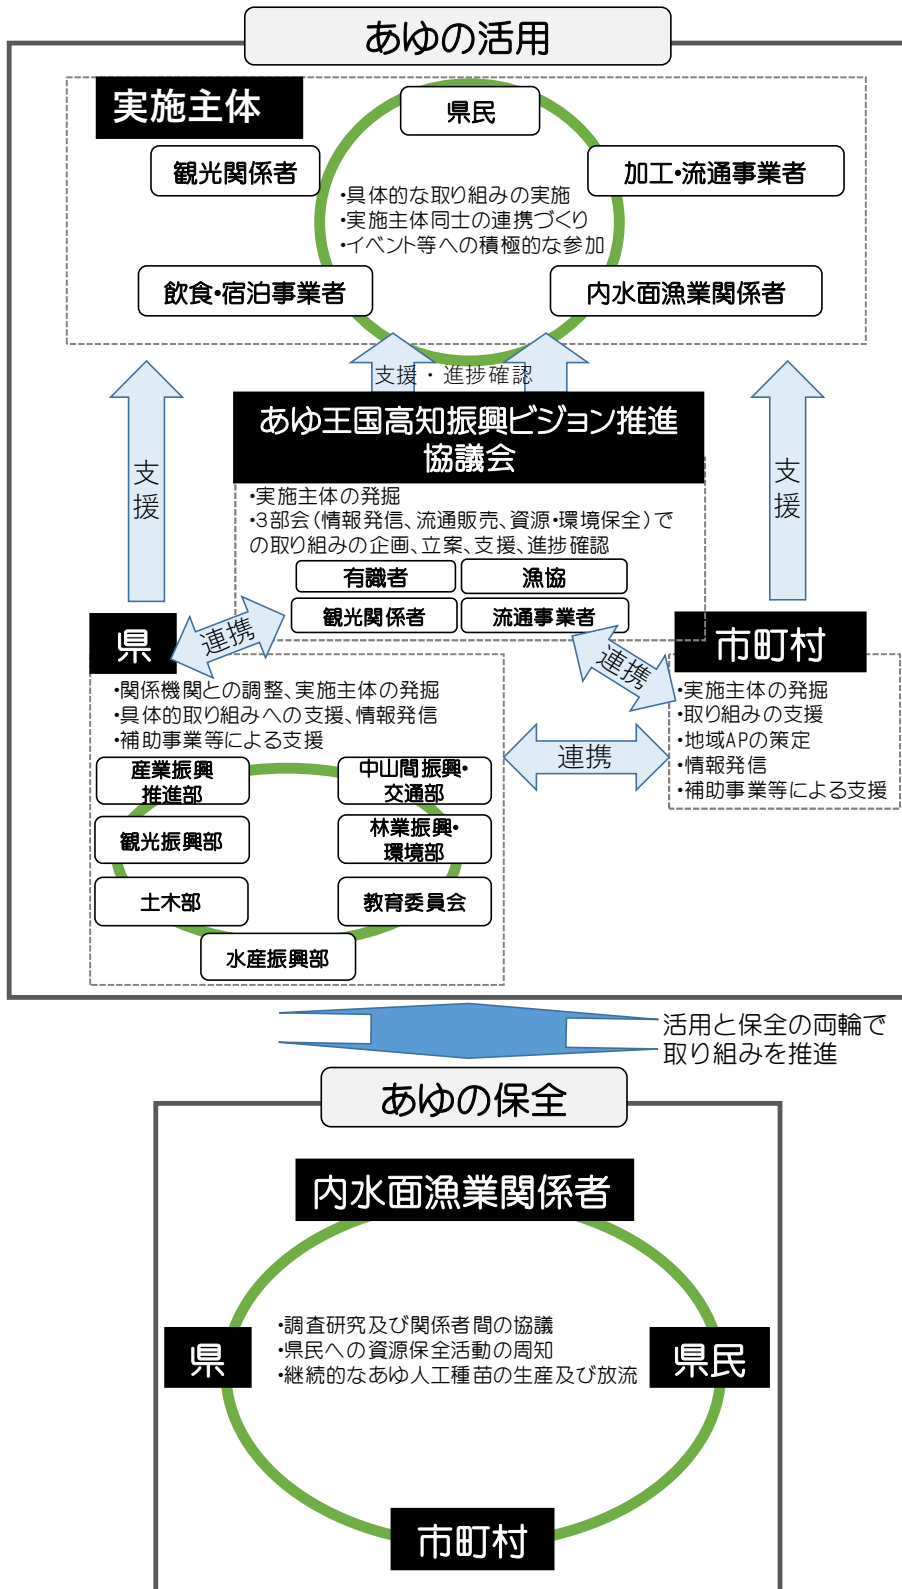 あゆの活用
実施主体
県民
観光関係者
加工・流通事業者
・具体的な取り組みの実施
・実施主体同士の連携づくり
・イベント等への積極的な参加
飲食・宿泊事業者
内水面漁業関係者
支援・進捗確認
あゆ王国高知振興ビジョン推進
協議会
支援
支援
・実施主体の発掘
・3部会(情報発信、流通販売、資源・環境保全)で
の取り組みの企画、立案、支援、進捗確認
有識者
漁協
観光関係者
流通事業者
県
連携
連携
市町村
・関係機関との調整、実施主体の発掘
・具体的取り組みへの支援、情報発信
・補助事業等による支援
・実施主体の発掘
・取り組みの支援
・地域APの策定
・情報発信
・補助事業等による支援
連携
産業振興
推進部
中山間振興・
交通部
観光振興部
林業振興・
環境部
土木部
教育委員会
水産振興部
活用と保全の両輪で
取り組みを推進
あゆの保全
内水面漁業関係者
・調査研究及び関係者間の協議
・県民への資源保全活動の周知
・継続的なあゆ人工種苗の生産及び放流
県
県民
市町村